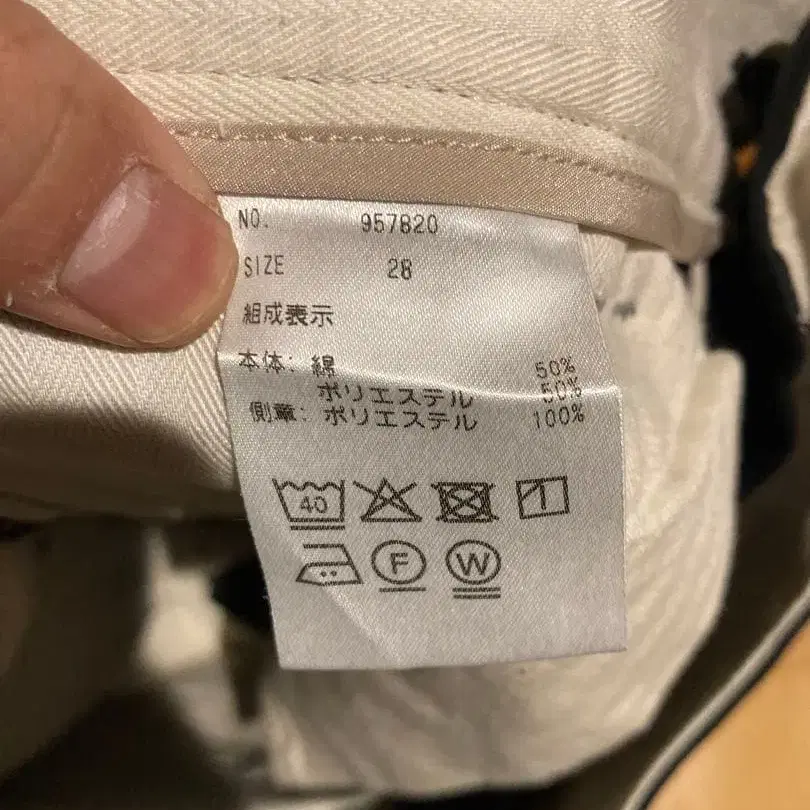 NO. 957820
SIZE 28
組成表示
本体: 綿 50%
ポリエステル 50%
側章: ポリエステル 100%
40
F W